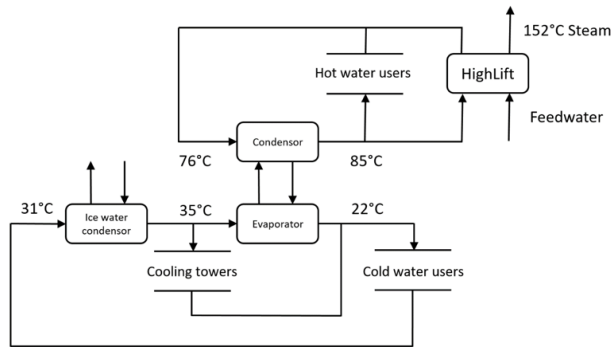 152°C Steam
Hot water users
HighLift
Feedwater
Condensor
76°C
85°C
31°C
Ice water
condensor
35°C
Evaporator
22°C
Cooling towers
Cold water users